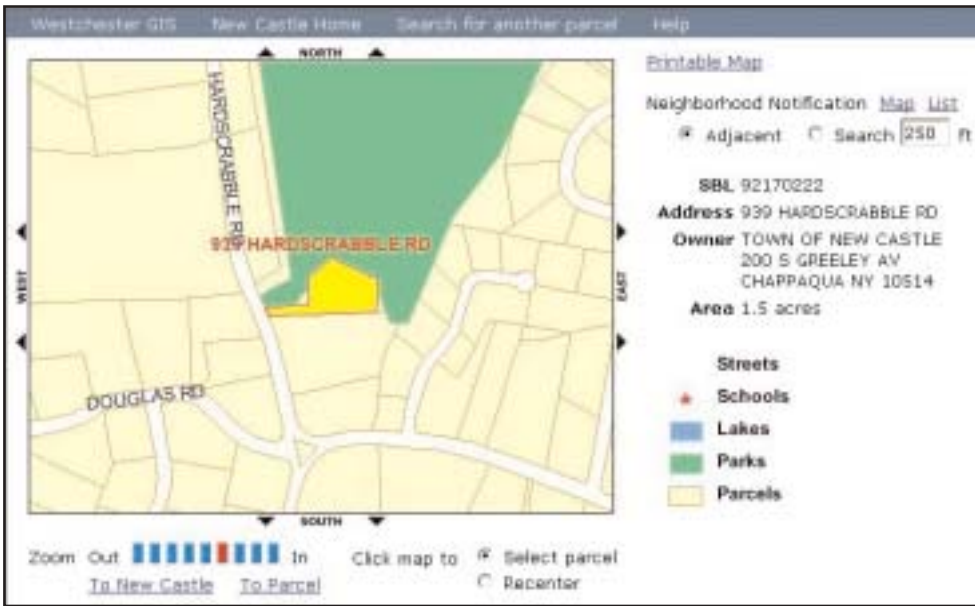 Westchester GIS New Castle Home Search for another parcel Help
NORTH
HARDSCRABBLE RD
939 HARDSCRABBLE RD
WEST
EAST
DOUGLAS RD
SOUTH
Zoom Out In Click map to Select parcel
To New Castle To Parcel Recenter
Printable Map
Neighborhood Notification Map List
Adjacent Search 250 ft
SBL 92170222
Address 939 HARDSCRABBLE RD
Owner TOWN OF NEW CASTLE
200 S GREELEY AV
CHAPPAQUA NY 10514
Area 1.5 acres
Streets
Schools
Lakes
Parks
Parcels